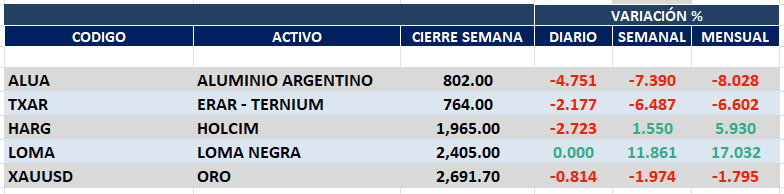 VARIACIÓN %
CODIGO ACTIVO CIERRE SEMANA DIARIO SEMANAL MENSUAL
ALUA ALUMINIO ARGENTINO 802.00 -4.751 -7.390 -8.028
TXAR ERAR - TERNIUM 764.00 -2.177 -6.487 -6.602
HARG HOLCIM 1,965.00 -2.723 1.550 5.930
LOMA LOMA NEGRA 2,405.00 0.000 11.861 17.032
XAUUSD ORO 2,691.70 -0.814 -1.974 -1.795